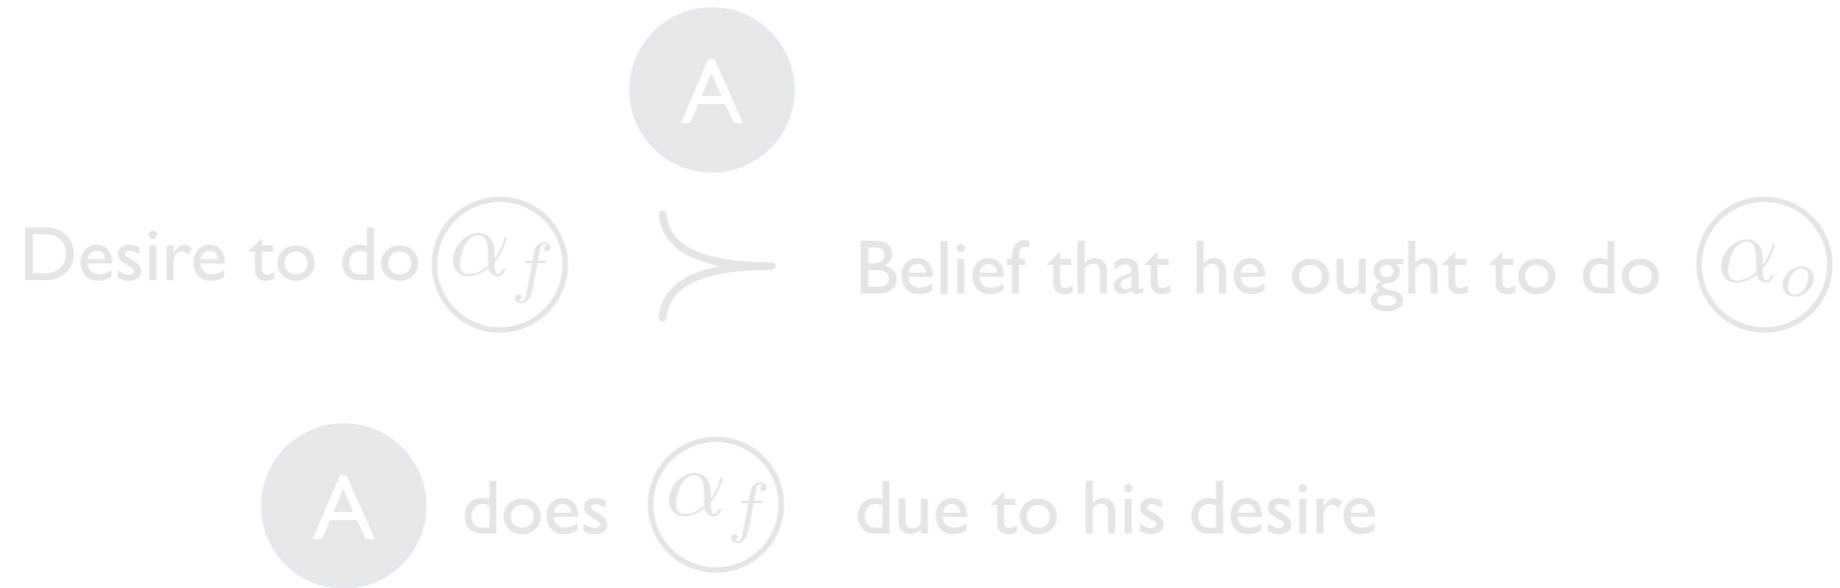 A
Desire to do α_f ≻ Belief that he ought to do α_o
A does α_f due to his desire